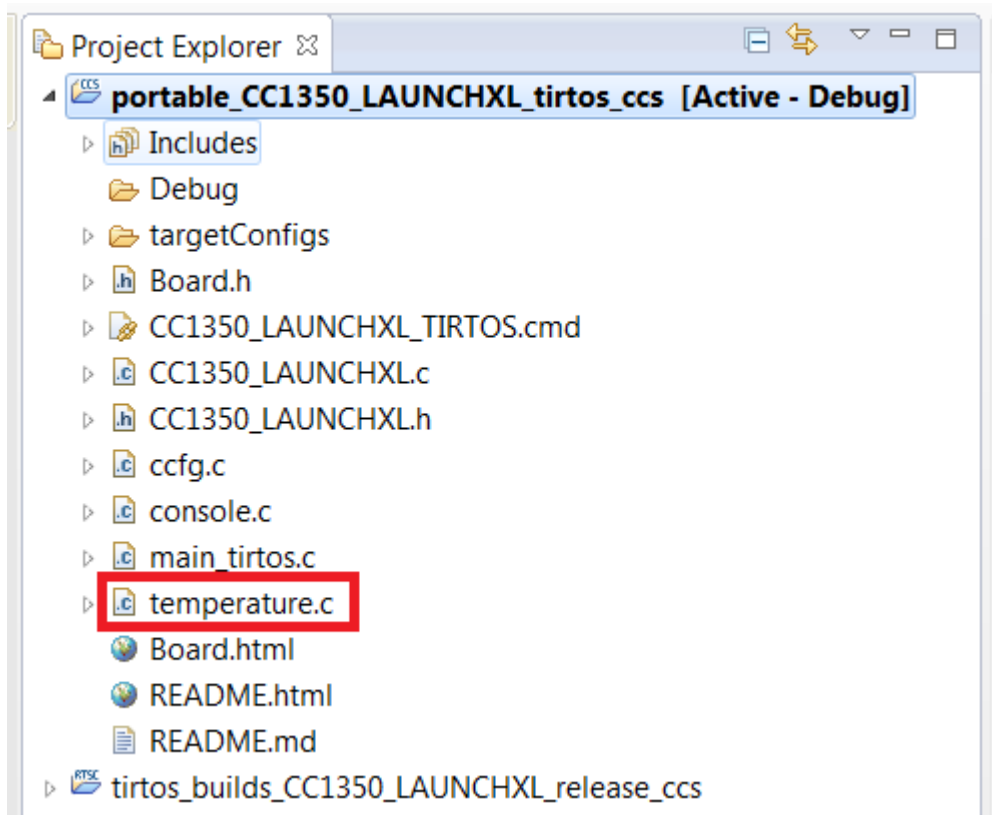 Project Explorer
portable_CC1350_LAUNCHXL_tirtos_ccs [Active - Debug]
Includes
Debug
targetConfigs
Board.h
CC1350_LAUNCHXL_TIRTOS.cmd
CC1350_LAUNCHXL.c
CC1350_LAUNCHXL.h
ccfg.c
console.c
main_tirtos.c
temperature.c
Board.html
README.html
README.md
tirtos_builds_CC1350_LAUNCHXL_release_ccs